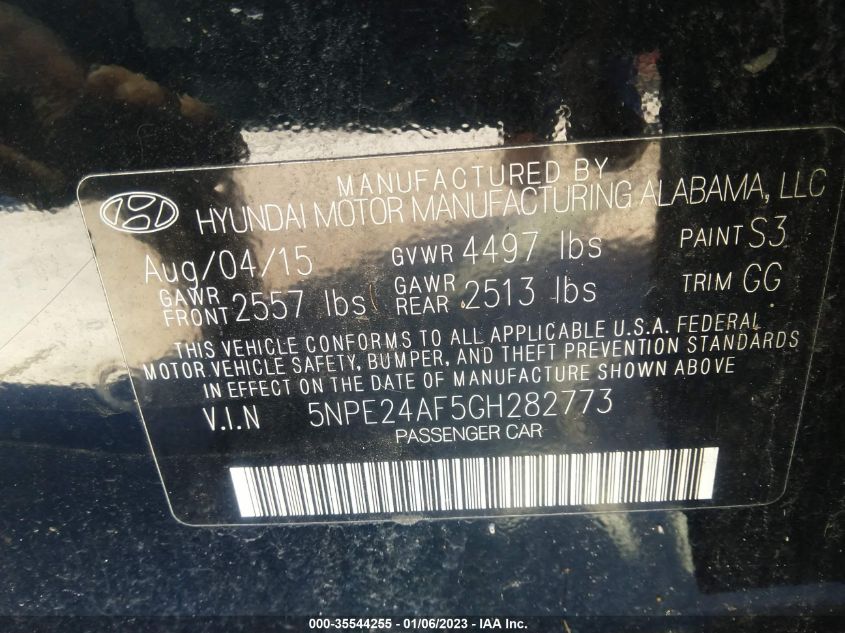 MANUFACTURED BY
HYUNDAI MOTOR MANUFACTURING ALABAMA, LLC
Aug/04/15 GVWR 4497 lbs PAINT S3
GAWR FRONT 2557 lbs GAWR REAR 2513 lbs TRIM GG
THIS VEHICLE CONFORMS TO ALL APPLICABLE U.S.A. FEDERAL
MOTOR VEHICLE SAFETY, BUMPER, AND THEFT PREVENTION STANDARDS
IN EFFECT ON THE DATE OF MANUFACTURE SHOWN ABOVE
V.I.N 5NPE24AF5GH282773
PASSENGER CAR
000-35544255 - 01/06/2023 - IAA Inc.